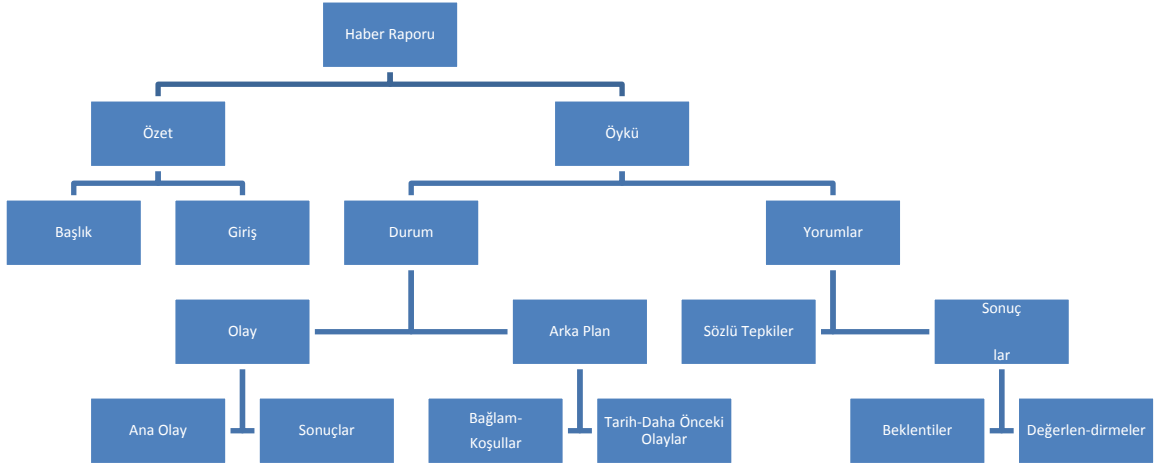 Haber Raporu
Özet
Öykü
Başlık
Giriş
Durum
Yorumlar
Olay
Arka Plan
Sözlü Tepkiler
Sonuç
lar
Ana Olay
Sonuçlar
Bağlam-
Koşullar
Tarih-Daha Önceki
Olaylar
Beklentiler
Değerlen-dirmeler